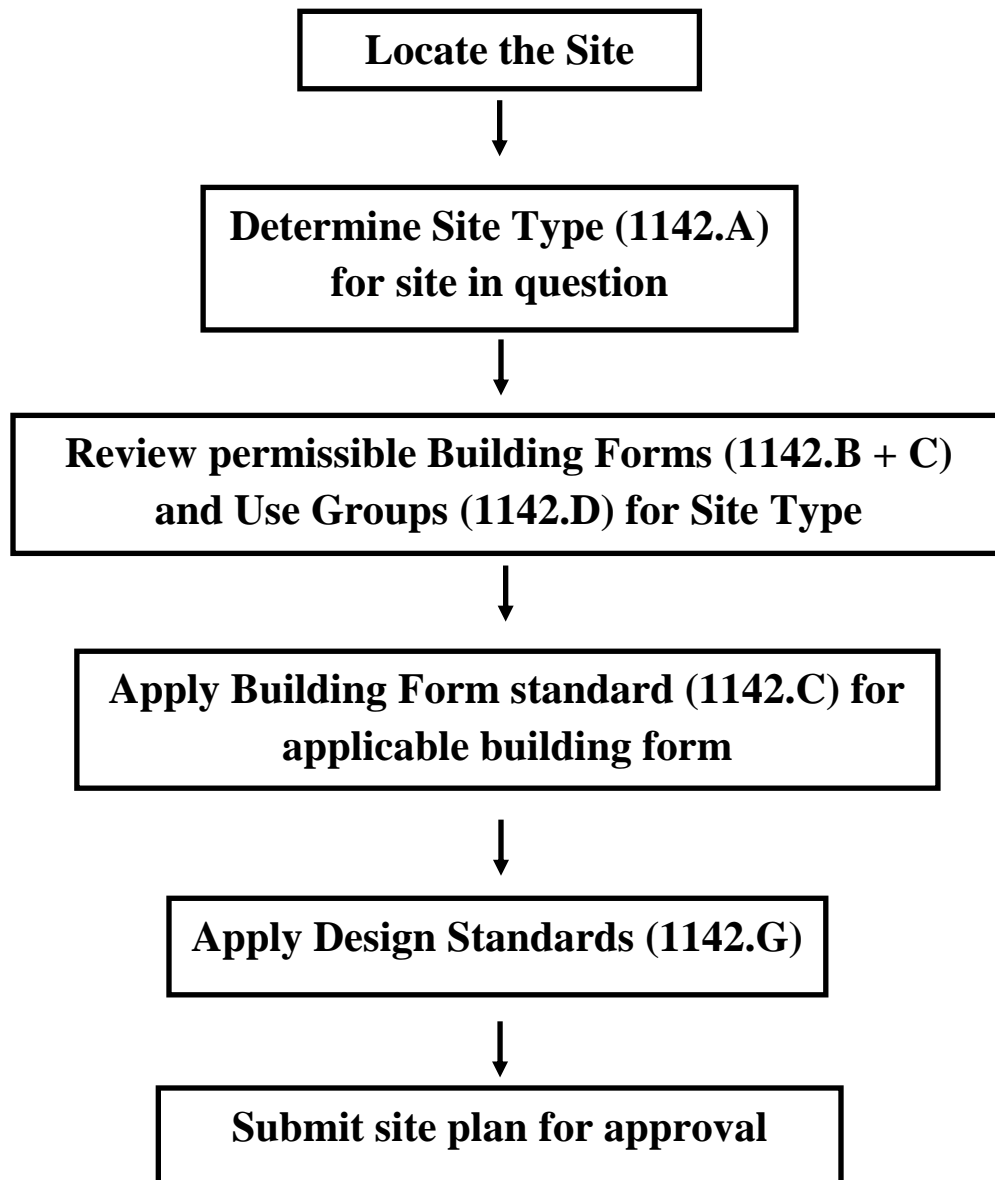 Locate the Site
Determine Site Type (1142.A)
for site in question
Review permissible Building Forms (1142.B + C)
and Use Groups (1142.D) for Site Type
Apply Building Form standard (1142.C) for
applicable building form
Apply Design Standards (1142.G)
Submit site plan for approval